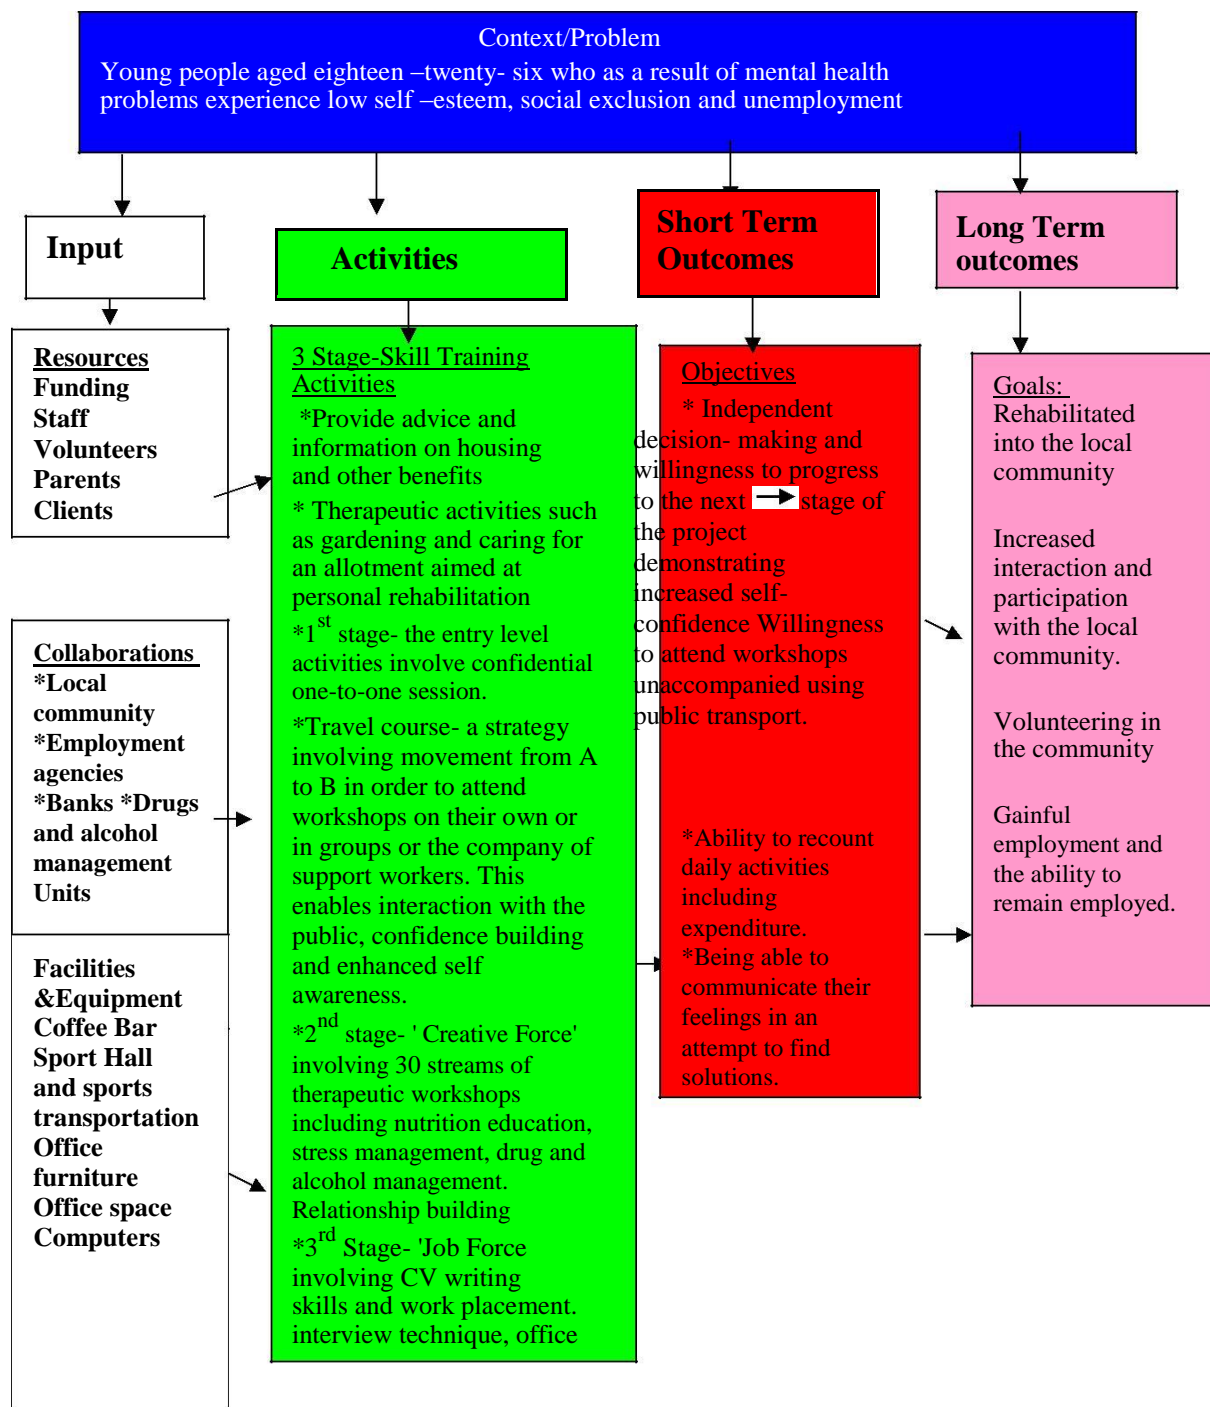 Context/Problem
Young people aged eighteen –twenty- six who as a result of mental health
problems experience low self –esteem, social exclusion and unemployment
Input
Activities
Short Term
Outcomes
Long Term
outcomes
Resources
Funding
Staff
Volunteers
Parents
Clients
Collaborations
*Local
community
*Employment
agencies
*Banks *Drugs
and alcohol
management
Units
Facilities
&Equipment
Coffee Bar
Sport Hall
and sports
transportation
Office
furniture
Office space
Computers
3 Stage-Skill Training
Activities
*Provide advice and
information on housing
and other benefits
* Therapeutic activities such
as gardening and caring for
an allotment aimed at
personal rehabilitation
*1st stage- the entry level
activities involve confidential
one-to-one session.
*Travel course- a strategy
involving movement from A
to B in order to attend
workshops on their own or
in groups or the company of
support workers. This
enables interaction with the
public, confidence building
and enhanced self
awareness.
*2nd stage- ' Creative Force'
involving 30 streams of
therapeutic workshops
including nutrition education,
stress management, drug and
alcohol management.
Relationship building
*3rd Stage- 'Job Force
involving CV writing
skills and work placement.
interview technique, office
Objectives
* Independent
decision- making and
willingness to progress
to the next stage of
the project
demonstrating
increased self-
confidence Willingness
to attend workshops
unaccompanied using
public transport.
*Ability to recount
daily activities
including
expenditure.
*Being able to
communicate their
feelings in an
attempt to find
solutions.
Goals:
Rehabilitated
into the local
community
Increased
interaction and
participation
with the local
community.
Volunteering in
the community
Gainful
employment and
the ability to
remain employed.